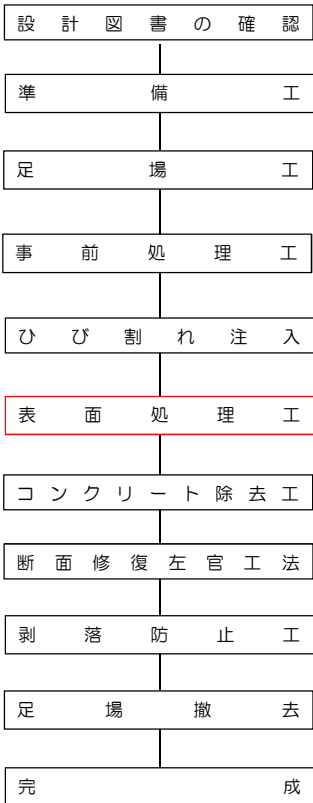 設計図書の確認
準備工
足場工
事前処理工
ひび割れ注入
表面処理工
コンクリート除去工
断面修復左官工法
剥落防止工
足場撤去
完成